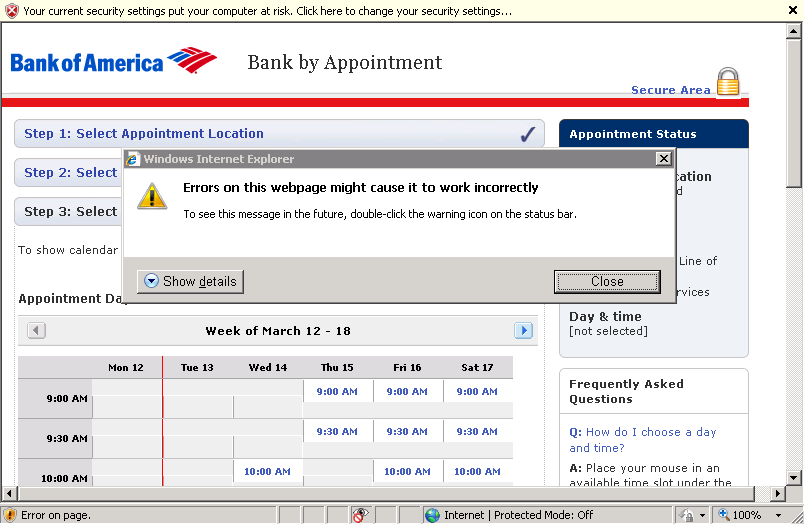 Your current security settings put your computer at risk. Click here to change your security settings...
Bank of America
Bank by Appointment
Secure Area
Step 1: Select Appointment Location
Appointment Status
Step 2: Select
Step 3: Select
Windows Internet Explorer
Errors on this webpage might cause it to work incorrectly
To see this message in the future, double-click the warning icon on the status bar.
Show details
Close
To show calendar
Line of
rvices
Day & time
[not selected]
Appointment Da
Week of March 12 - 18
Mon 12 Tue 13 Wed 14 Thu 15 Fri 16 Sat 17
9:00 AM 9:00 AM 9:00 AM 9:00 AM
9:30 AM 9:30 AM 9:30 AM 9:30 AM
10:00 AM 10:00 AM 10:00 AM 10:00 AM
Frequently Asked
Questions
Q: How do I choose a day
and time?
A: Place your mouse in an
available time slot under the
Error on page.
Internet | Protected Mode: Off
100%